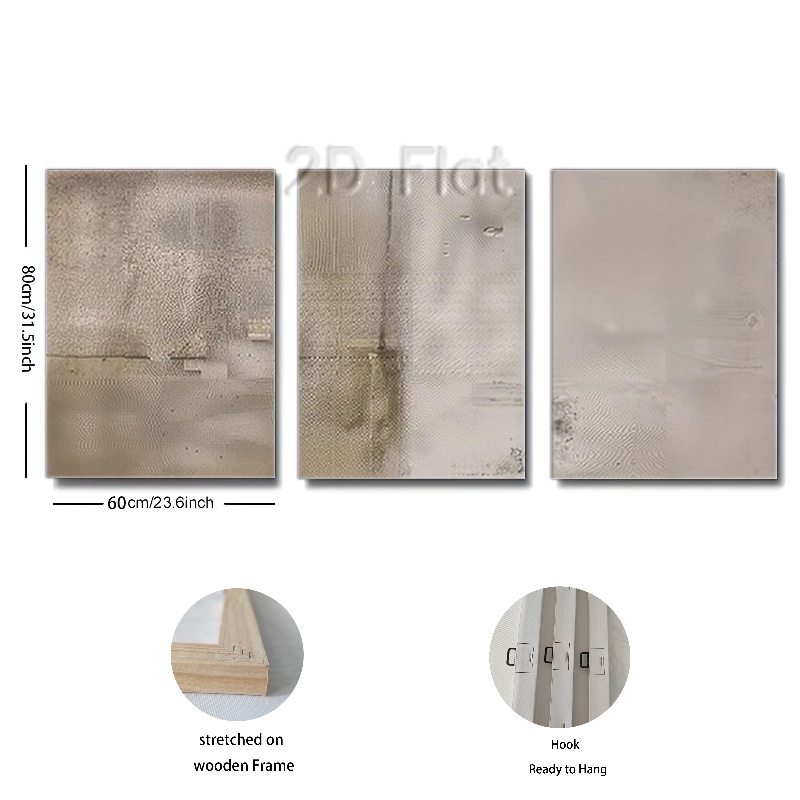 2D Flat
80cm/31.5inch
60cm/23.6inch
stretched on
wooden Frame
Hook
Ready to Hang